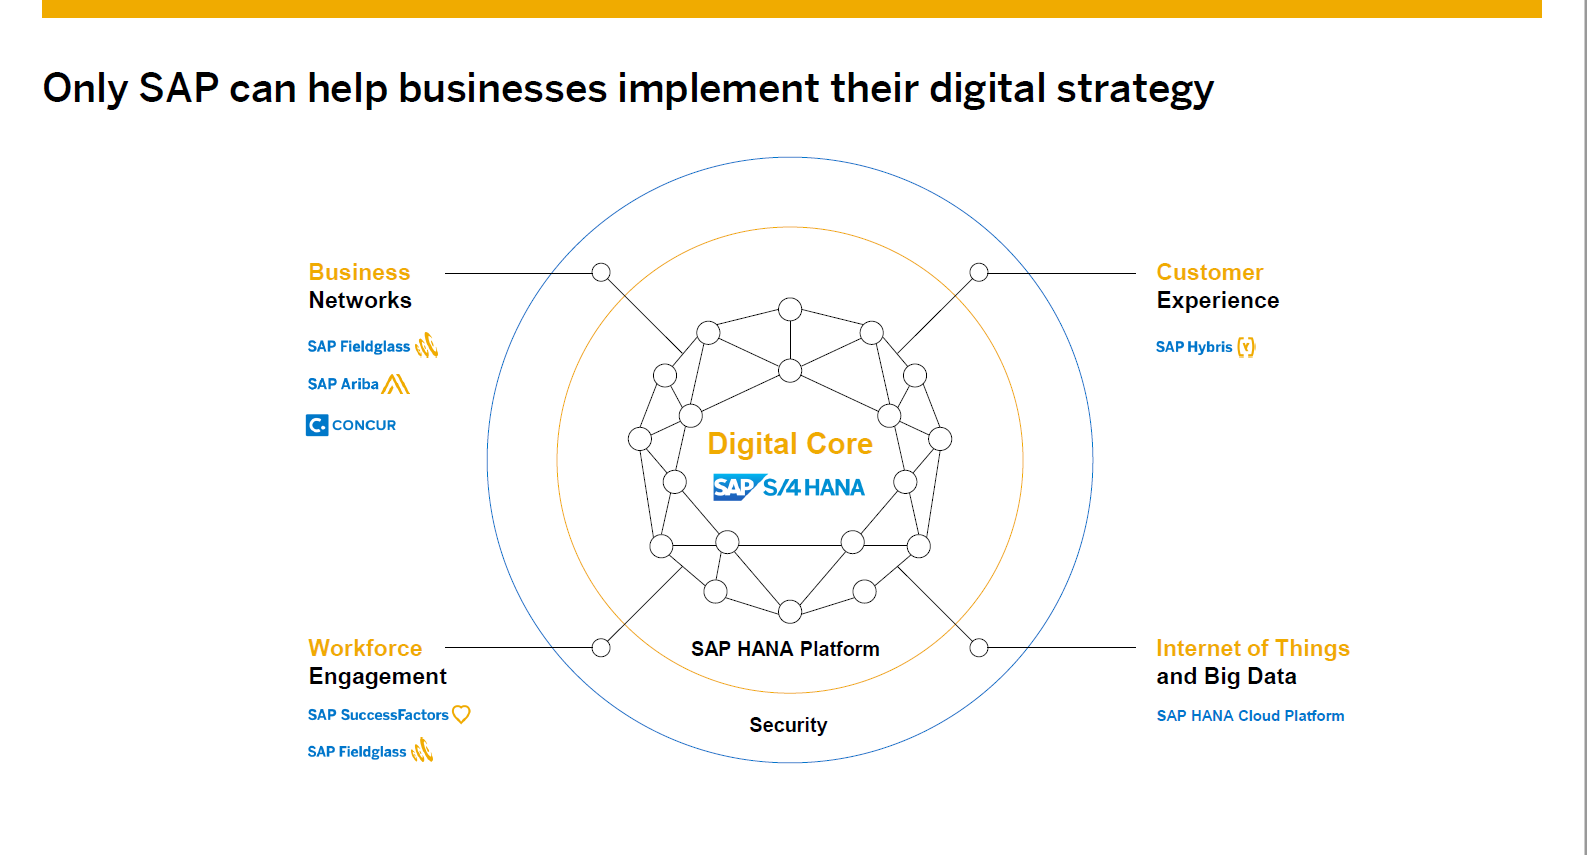 Only SAP can help businesses implement their digital strategy
Business
Networks
SAP Fieldglass
SAP Ariba
C. CONCUR
Customer
Experience
SAP Hybris (Y)
Digital Core
SAP S/4 HANA
SAP HANA Platform
Security
Workforce
Engagement
SAP SuccessFactors
SAP Fieldglass
Internet of Things
and Big Data
SAP HANA Cloud Platform